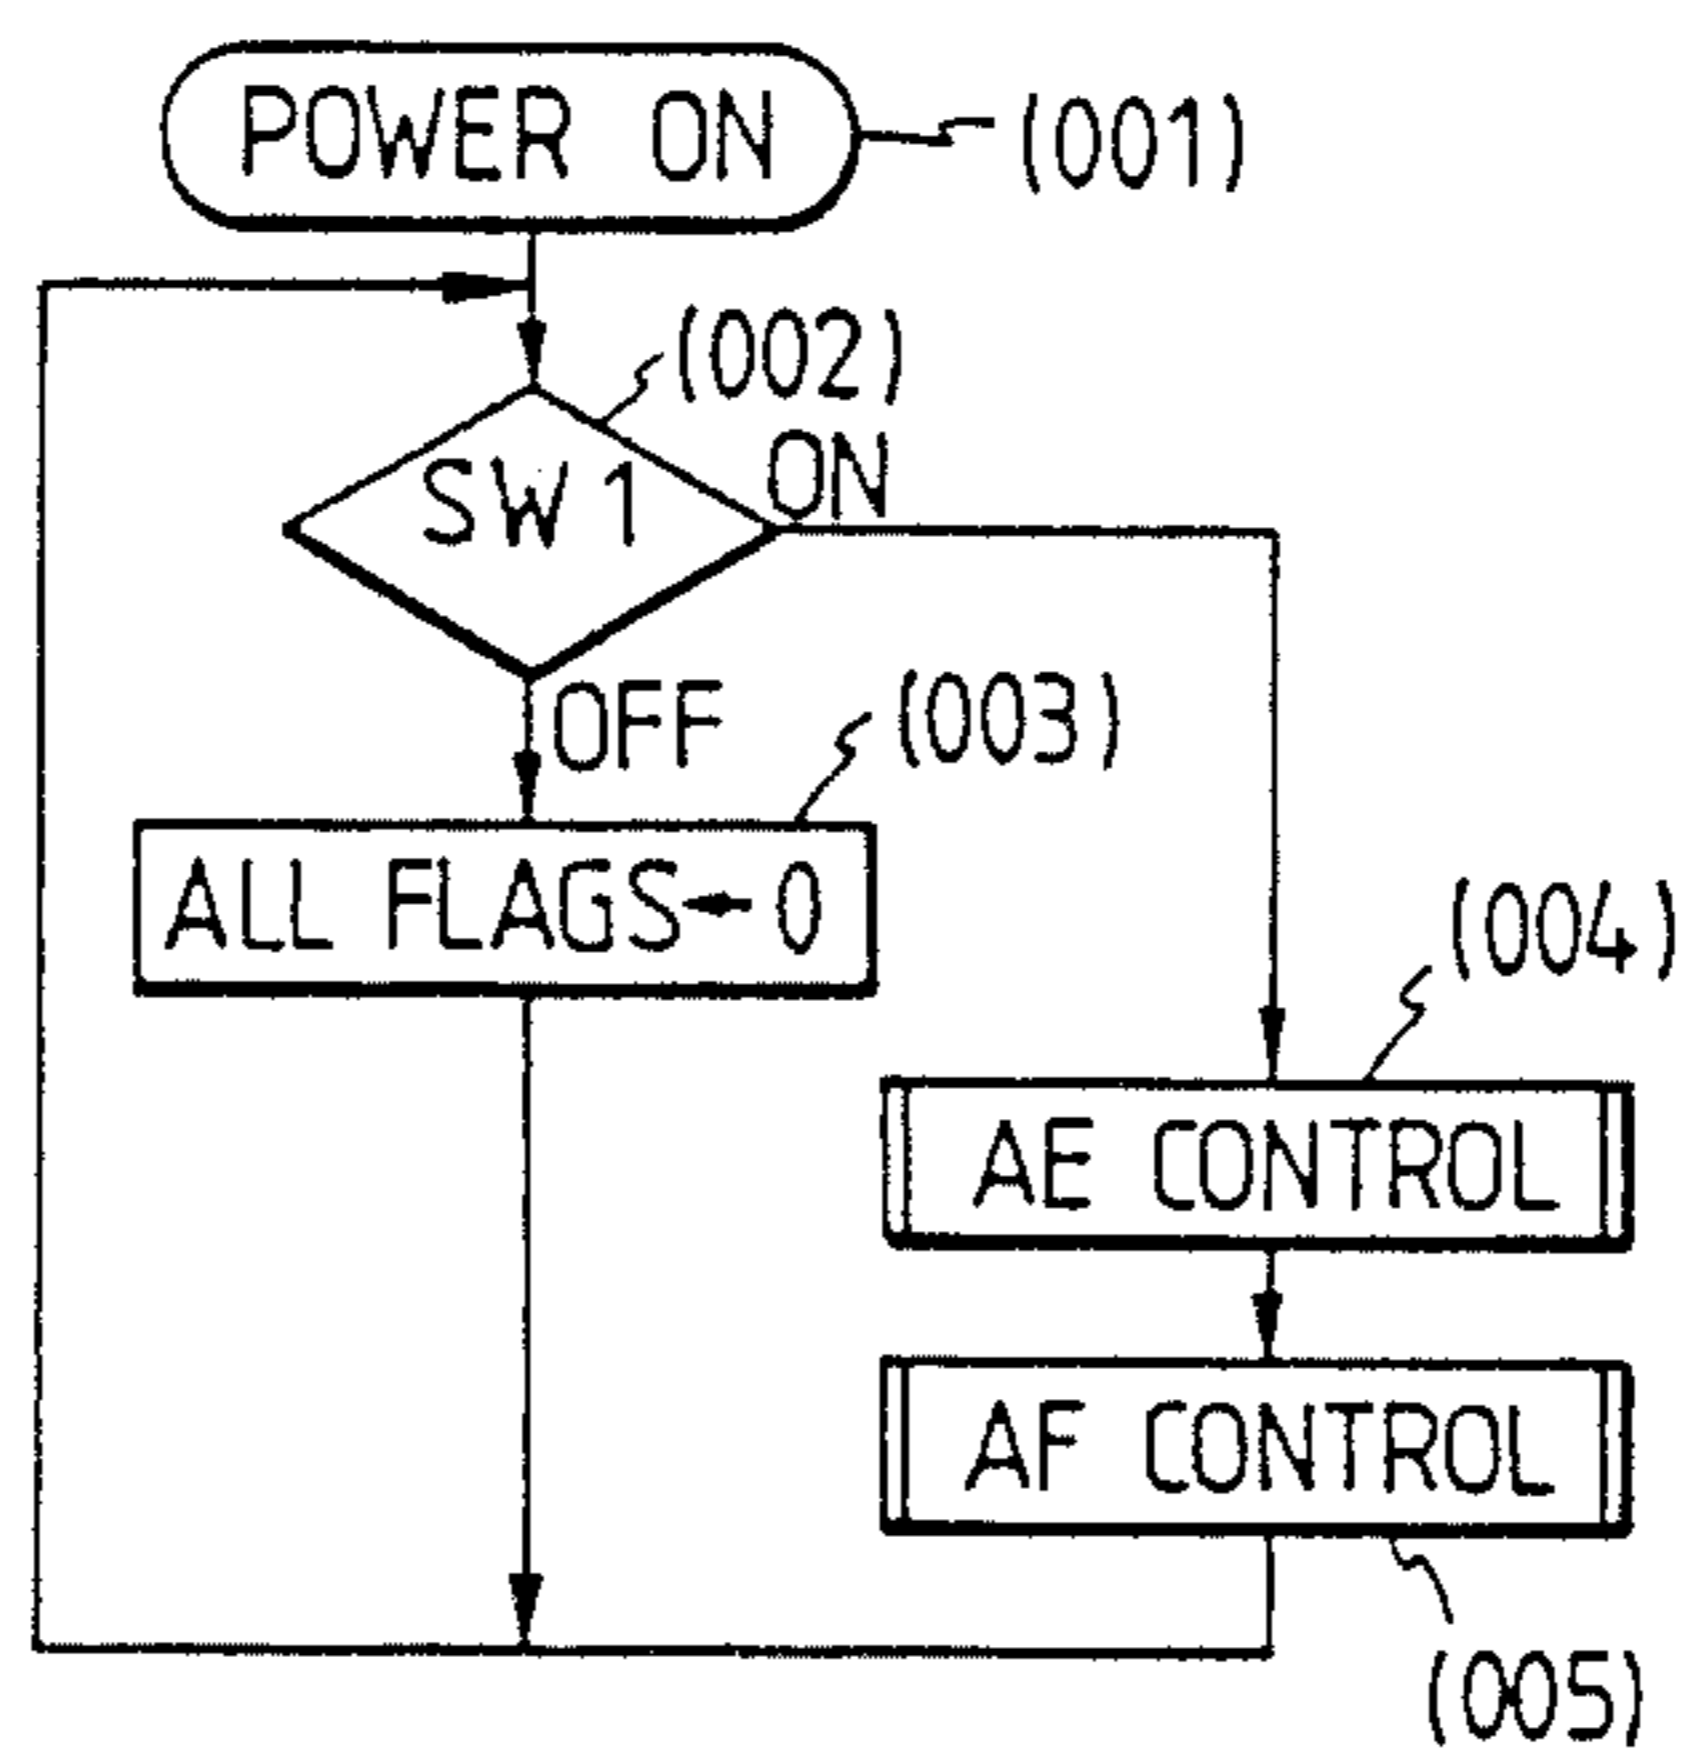 POWER ON
(001)
(002)
SW1
ON
OFF
(003)
ALL FLAGS←0
(004)
AE CONTROL
AF CONTROL
(005)